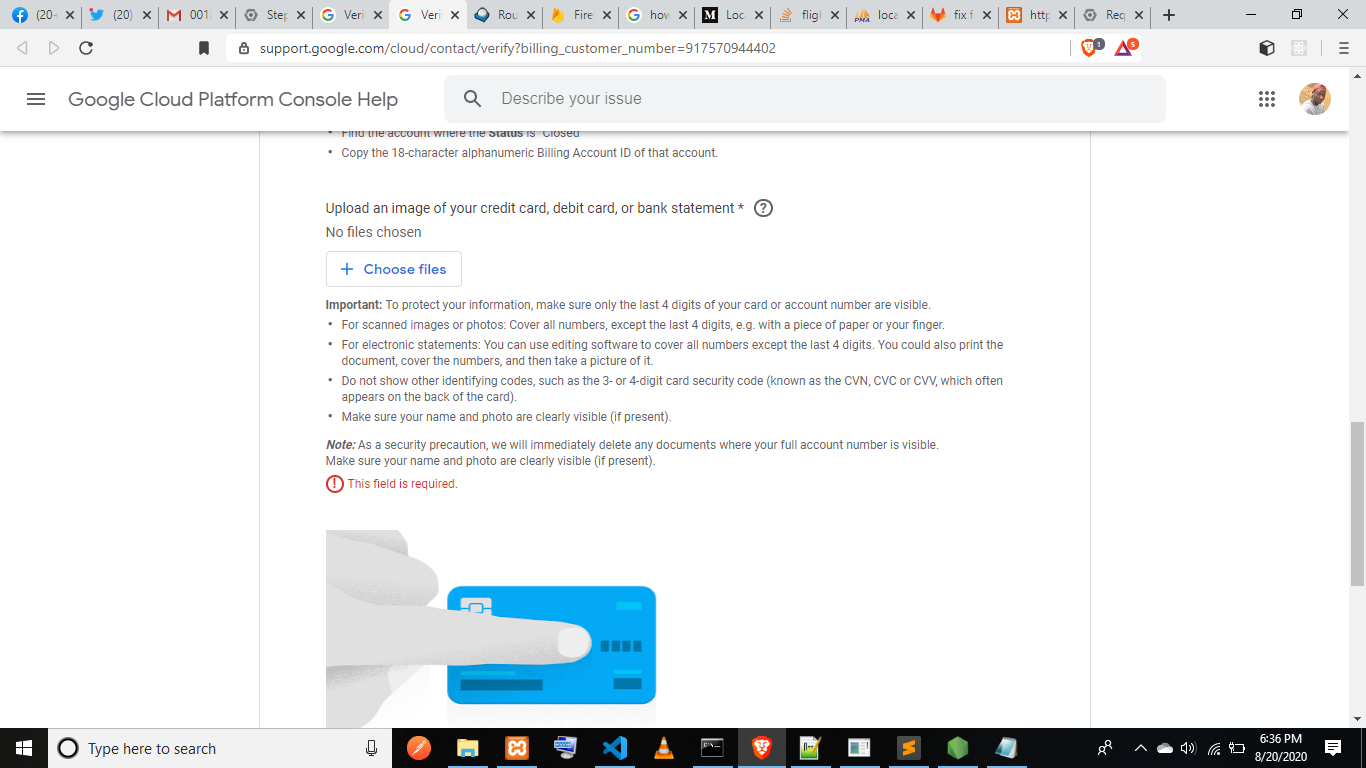 (20
(20)
M 001
Step
Veri
Veri
Rou
Fire
how
Loca
fligh
loca
fix f
http
Req
support.google.com/cloud/contact/verify?billing_customer_number=917570944402
1
5
Google Cloud Platform Console Help
Describe your issue
• Find the account where the Status is "Closed"
• Copy the 18-character alphanumeric Billing Account ID of that account.
Upload an image of your credit card, debit card, or bank statement * ?
No files chosen
+ Choose files
Important: To protect your information, make sure only the last 4 digits of your card or account number are visible.
• For scanned images or photos: Cover all numbers, except the last 4 digits, e.g. with a piece of paper or your finger.
• For electronic statements: You can use editing software to cover all numbers except the last 4 digits. You could also print the
document, cover the numbers, and then take a picture of it.
• Do not show other identifying codes, such as the 3- or 4-digit card security code (known as the CVN, CVC or CVV, which often
appears on the back of the card).
• Make sure your name and photo are clearly visible (if present).
Note: As a security precaution, we will immediately delete any documents where your full account number is visible.
Make sure your name and photo are clearly visible (if present).
! This field is required.
Type here to search
6:36 PM
8/20/2020